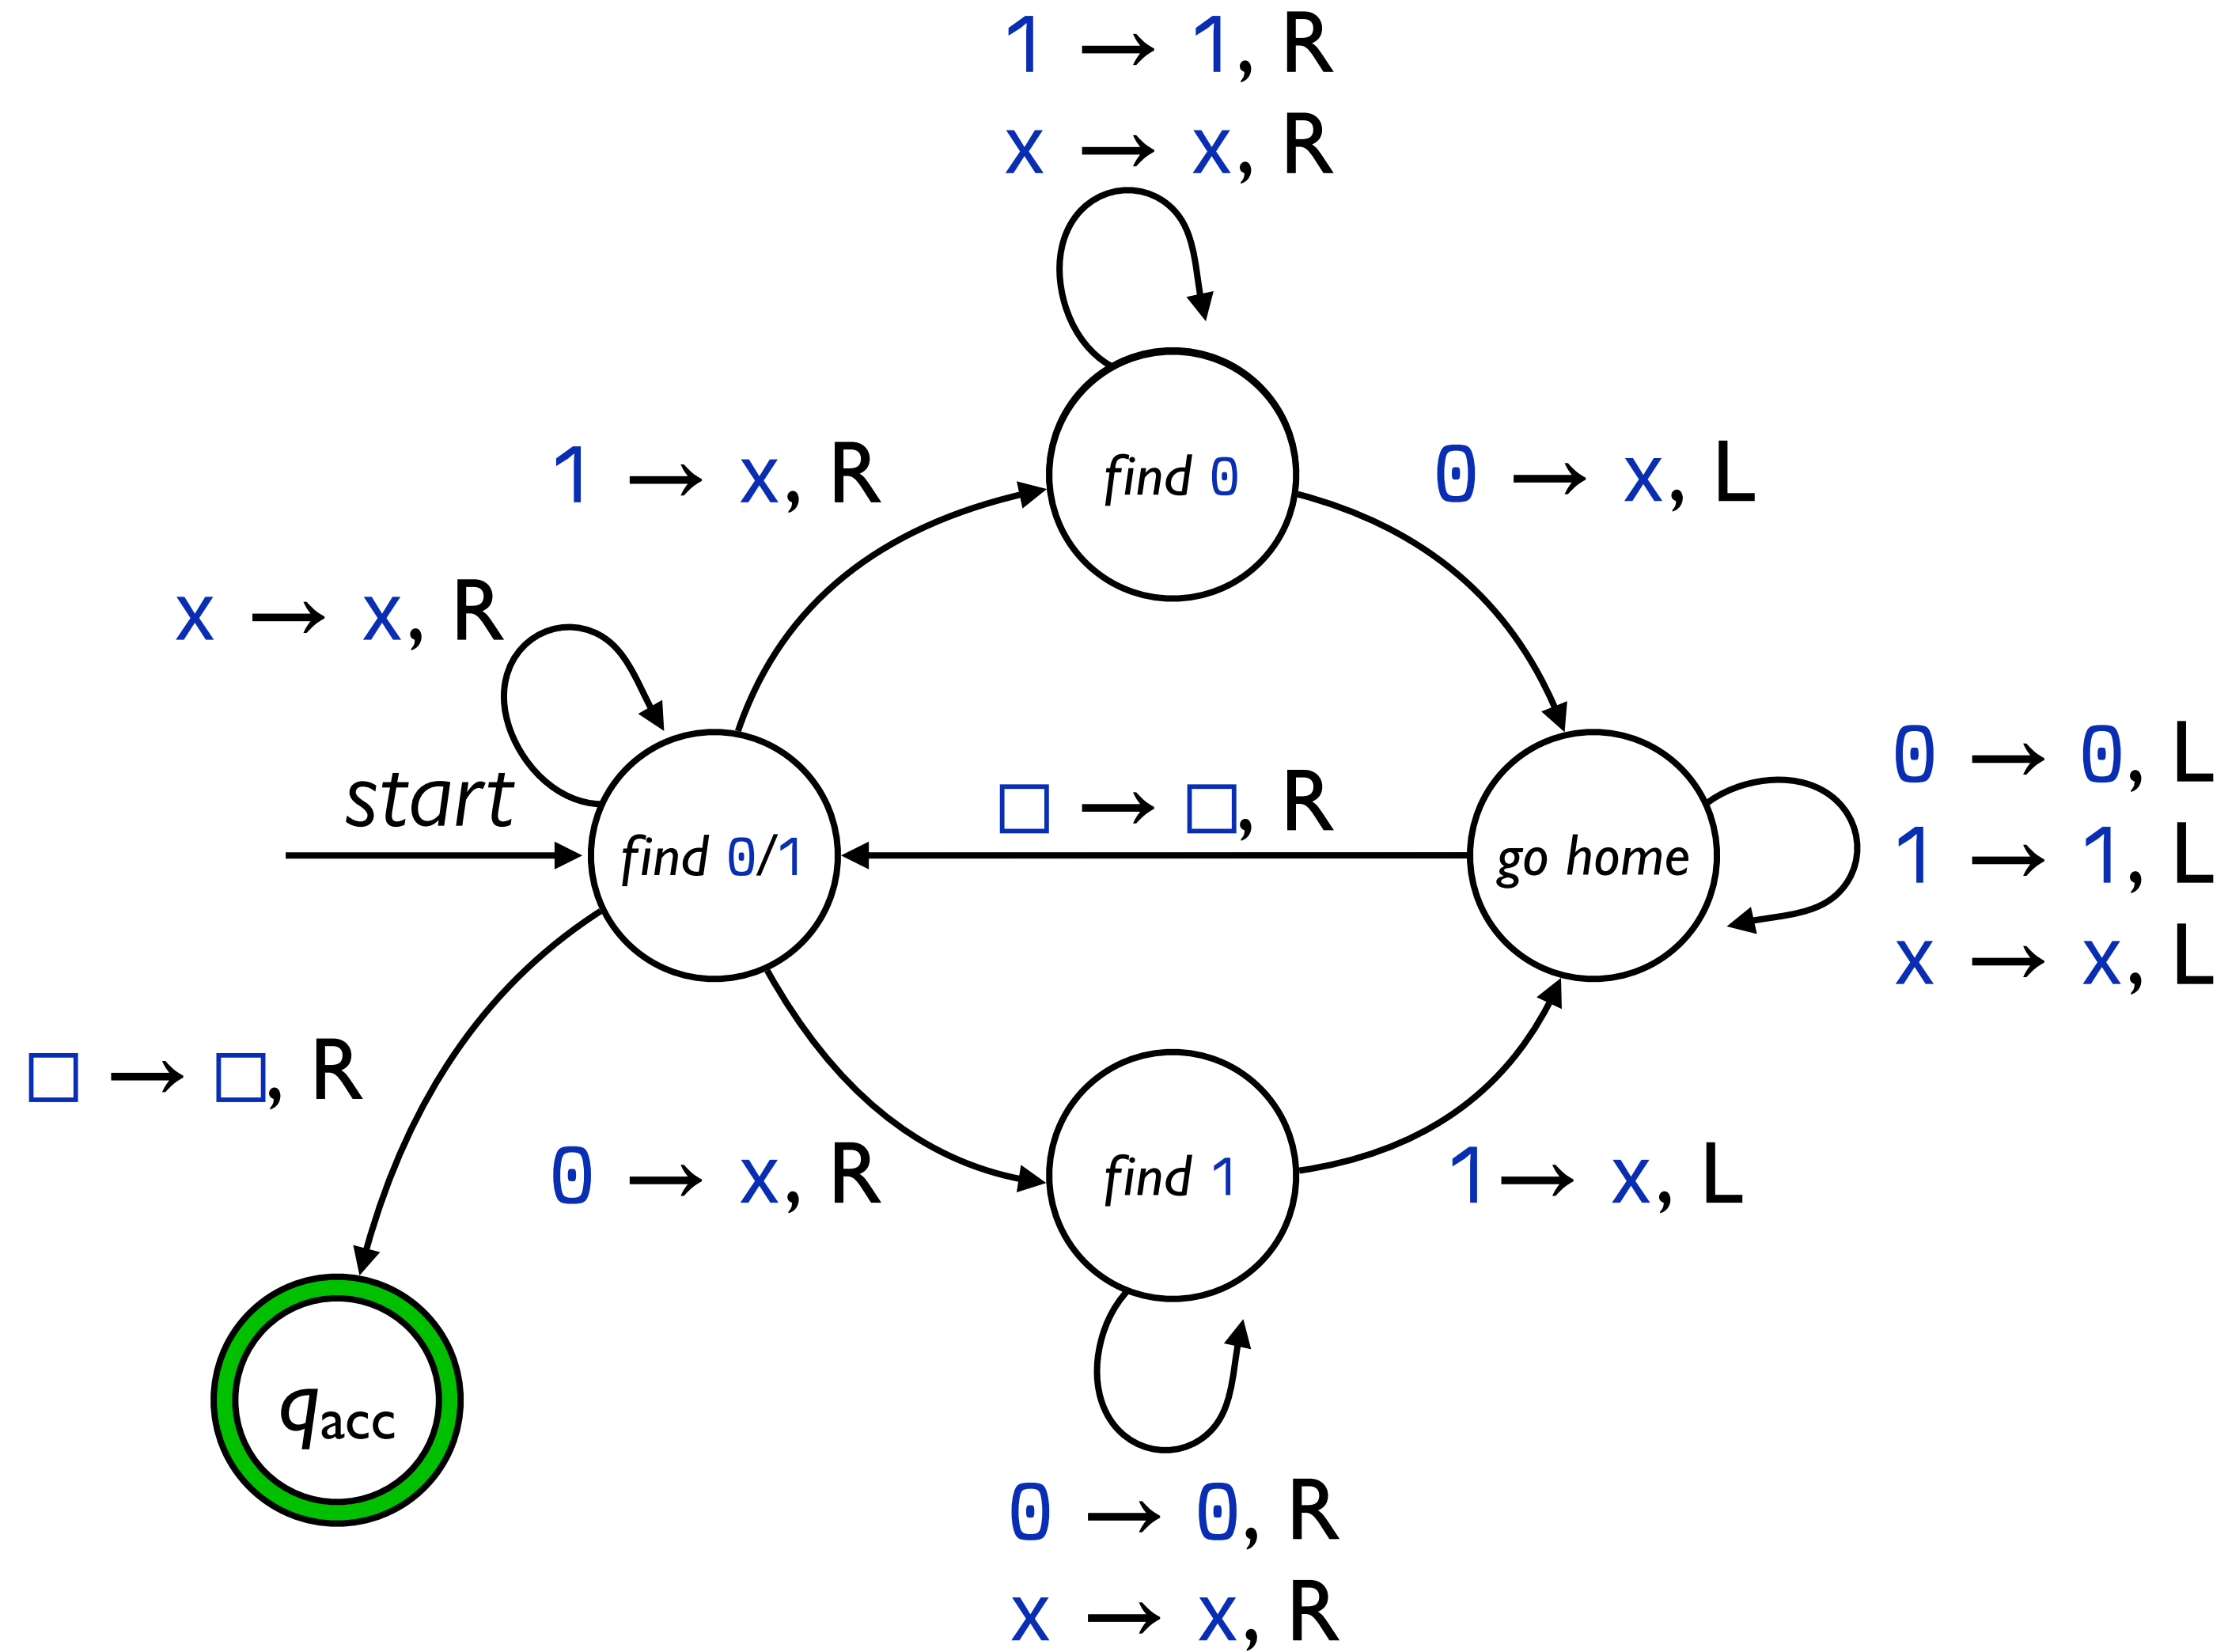 1 → 1, R
x → x, R
find 0
1 → x, R
0 → x, L
x → x, R
start
find 0/1
□ → □, R
go home
0 → 0, L
1 → 1, L
x → x, L
□ → □, R
0 → x, R
find 1
1 → x, L
qacc
0 → 0, R
x → x, R